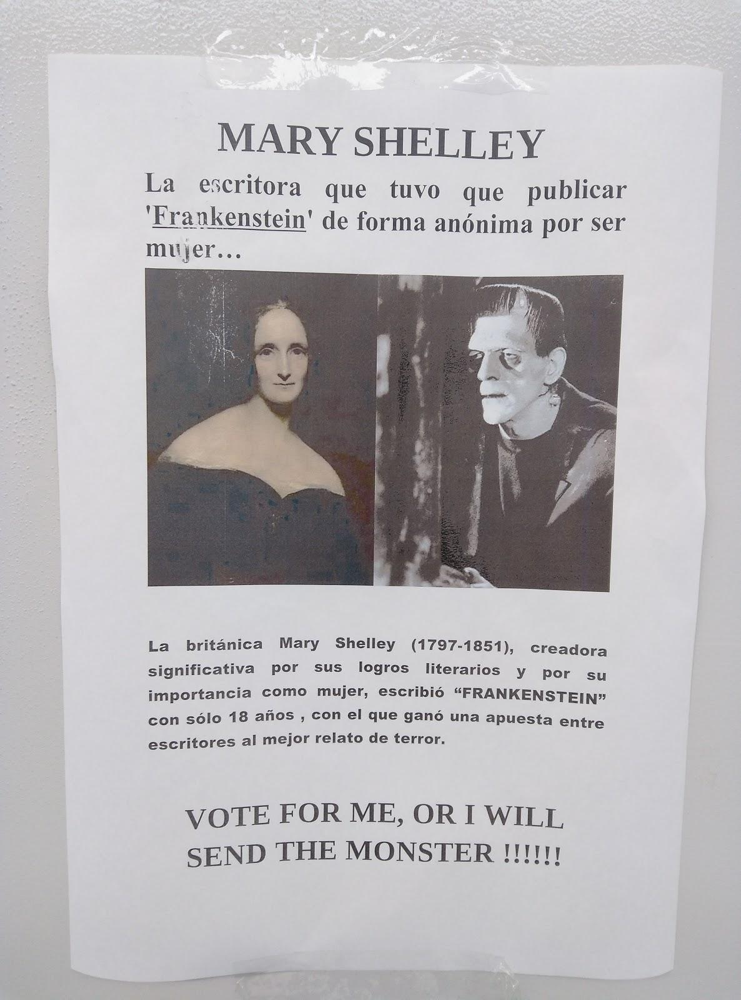 MARY SHELLEY
La escritora que tuvo que publicar
'Frankenstein' de forma anónima por ser
mujer...
La británica Mary Shelley (1797-1851), creadora
significativa por sus logros literarios y por su
importancia como mujer, escribió “FRANKENSTEIN”
con sólo 18 años , con el que ganó una apuesta entre
escritores al mejor relato de terror.
VOTE FOR ME, OR I WILL
SEND THE MONSTER !!!!!!